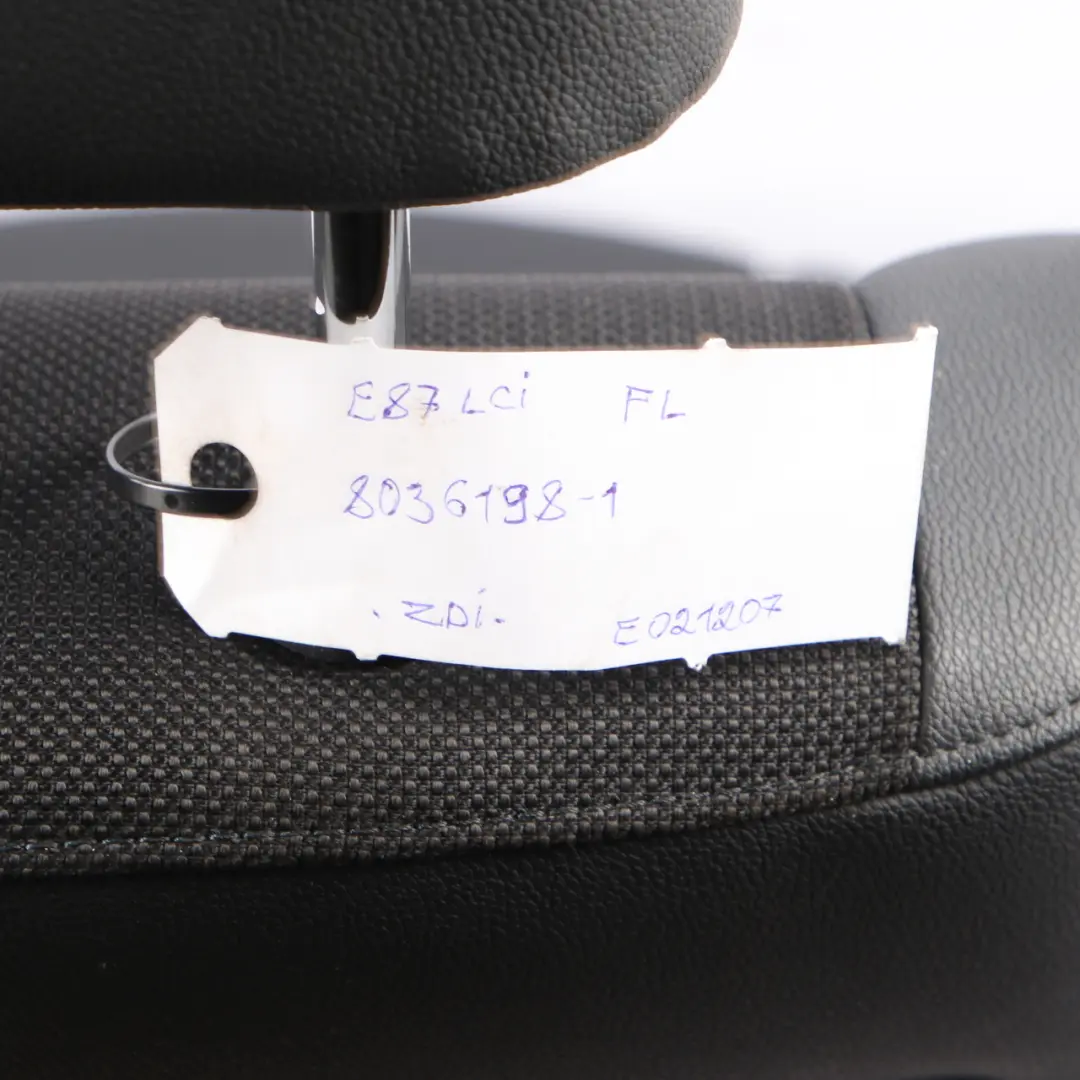 E87 LCi FL
8036198-1
. ZDi. E021207